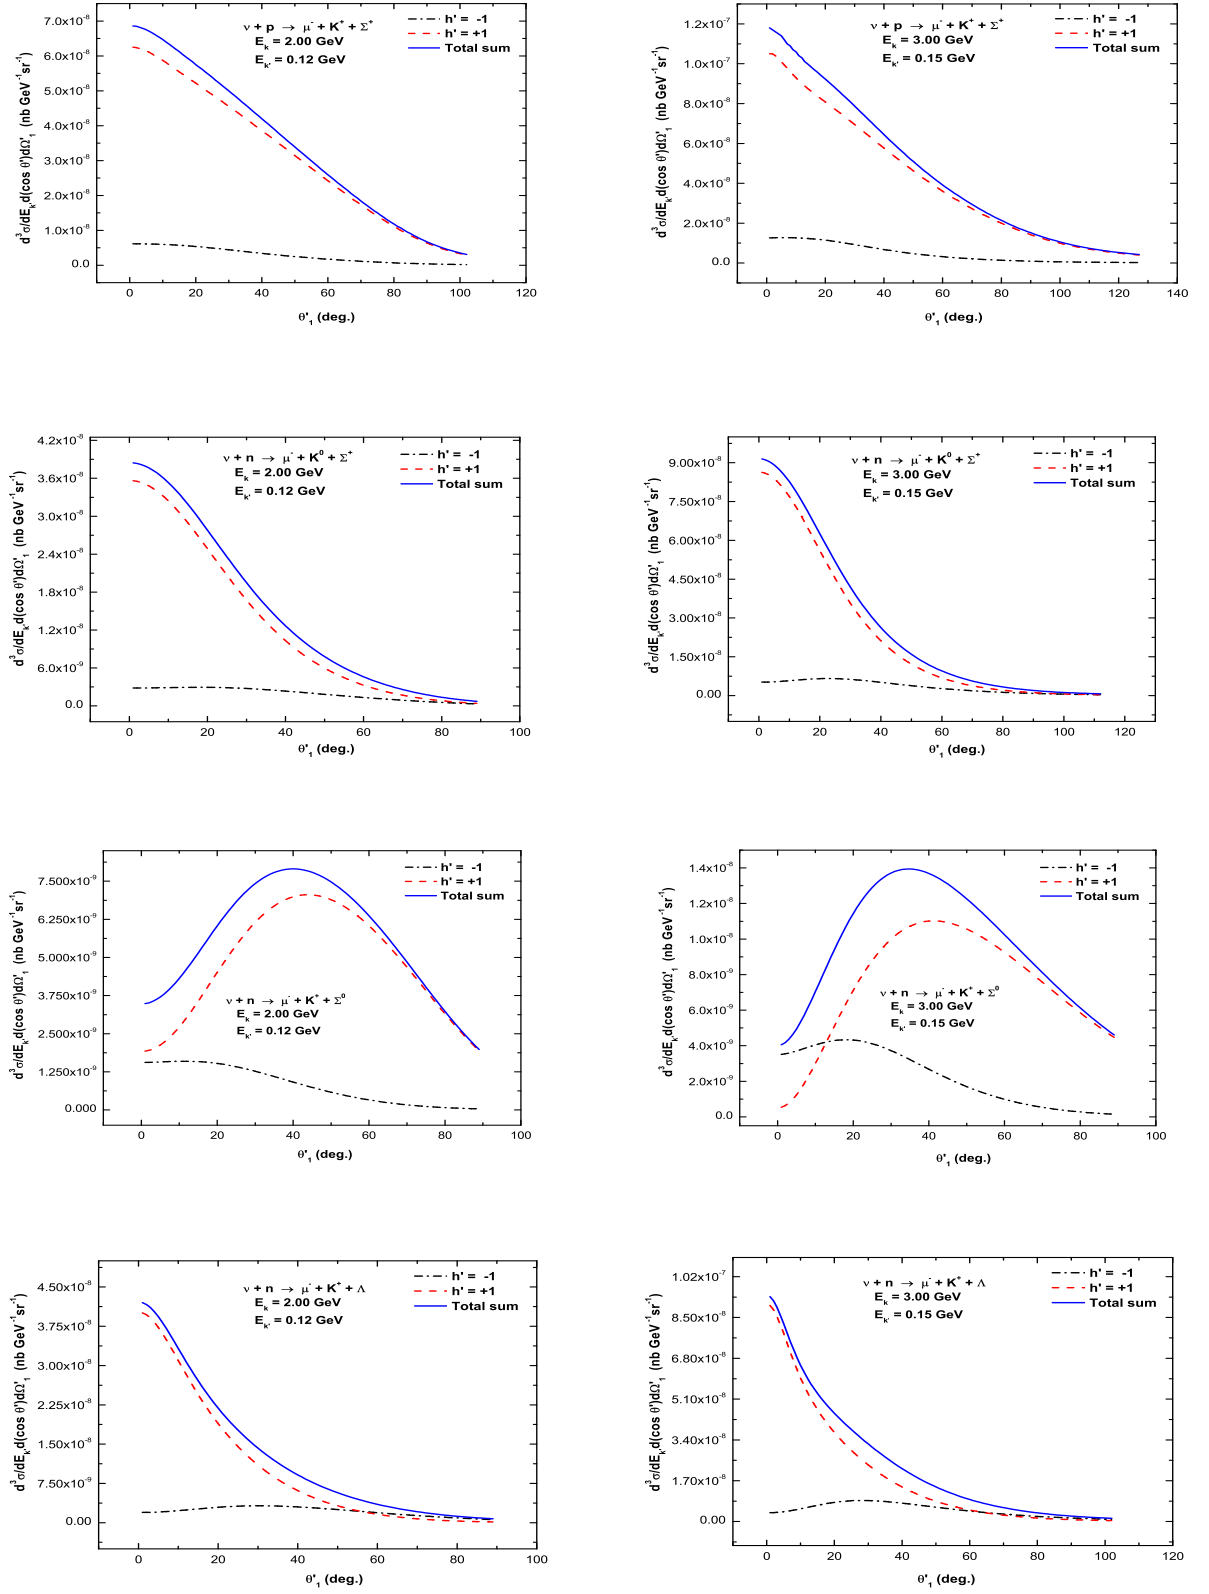 ν + p → μ⁻ + K⁺ + Σ⁺
E_k = 2.00 GeV
E_k' = 0.12 GeV
h' = -1
h' = +1
Total sum
7.0x10⁻⁸
6.0x10⁻⁸
5.0x10⁻⁸
4.0x10⁻⁸
3.0x10⁻⁸
2.0x10⁻⁸
1.0x10⁻⁸
0.0
d³σ/dE_k'd(cos θ')dΩ'₁ (nb GeV⁻¹sr⁻¹)
0 20 40 60 80 100 120
θ'₁ (deg.)
ν + p → μ⁻ + K⁺ + Σ⁺
E_k = 3.00 GeV
E_k' = 0.15 GeV
h' = -1
h' = +1
Total sum
1.2x10⁻⁷
1.0x10⁻⁷
8.0x10⁻⁸
6.0x10⁻⁸
4.0x10⁻⁸
2.0x10⁻⁸
0.0
d³σ/dE_k'd(cos θ')dΩ'₁ (nb GeV⁻¹sr⁻¹)
0 20 40 60 80 100 120 140
θ'₁ (deg.)
ν + n → μ⁻ + K⁰ + Σ⁺
E_k = 2.00 GeV
E_k' = 0.12 GeV
h' = -1
h' = +1
Total sum
4.2x10⁻⁸
3.6x10⁻⁸
3.0x10⁻⁸
2.4x10⁻⁸
1.8x10⁻⁸
1.2x10⁻⁸
6.0x10⁻⁹
0.0
d³σ/dE_k'd(cos θ')dΩ'₁ (nb GeV⁻¹sr⁻¹)
0 20 40 60 80 100
θ'₁ (deg.)
ν + n → μ⁻ + K⁰ + Σ⁺
E_k = 3.00 GeV
E_k' = 0.15 GeV
h' = -1
h' = +1
Total sum
9.00x10⁻⁸
7.50x10⁻⁸
6.00x10⁻⁸
4.50x10⁻⁸
3.00x10⁻⁸
1.50x10⁻⁸
0.00
d³σ/dE_k'd(cos θ')dΩ'₁ (nb GeV⁻¹sr⁻¹)
0 20 40 60 80 100 120
θ'₁ (deg.)
h' = -1
h' = +1
Total sum
ν + n → μ⁻ + K⁺ + Σ⁰
E_k = 2.00 GeV
E_k' = 0.12 GeV
7.500x10⁻⁹
6.250x10⁻⁹
5.000x10⁻⁹
3.750x10⁻⁹
2.500x10⁻⁹
1.250x10⁻⁹
0.000
d³σ/dE_k'd(cos θ')dΩ'₁ (nb GeV⁻¹sr⁻¹)
0 20 40 60 80 100
θ'₁ (deg.)
h' = -1
h' = +1
Total sum
ν + n → μ⁻ + K⁺ + Σ⁰
E_k = 3.00 GeV
E_k' = 0.15 GeV
1.4x10⁻⁸
1.2x10⁻⁸
1.0x10⁻⁸
8.0x10⁻⁹
6.0x10⁻⁹
4.0x10⁻⁹
2.0x10⁻⁹
0.0
d³σ/dE_k'd(cos θ')dΩ'₁ (nb GeV⁻¹sr⁻¹)
0 20 40 60 80 100
θ'₁ (deg.)
ν + n → μ⁻ + K⁺ + Λ
E_k = 2.00 GeV
E_k' = 0.12 GeV
h' = -1
h' = +1
Total sum
4.50x10⁻⁸
3.75x10⁻⁸
3.00x10⁻⁸
2.25x10⁻⁸
1.50x10⁻⁸
7.50x10⁻⁹
0.00
d³σ/dE_k'd(cos θ')dΩ'₁ (nb GeV⁻¹sr⁻¹)
0 20 40 60 80 100
θ'₁ (deg.)
ν + n → μ⁻ + K⁺ + Λ
E_k = 3.00 GeV
E_k' = 0.15 GeV
h' = -1
h' = +1
Total sum
1.02x10⁻⁷
8.50x10⁻⁸
6.80x10⁻⁸
5.10x10⁻⁸
3.40x10⁻⁸
1.70x10⁻⁸
0.00
d³σ/dE_k'd(cos θ')dΩ'₁ (nb GeV⁻¹sr⁻¹)
0 20 40 60 80 100 120
θ'₁ (deg.)